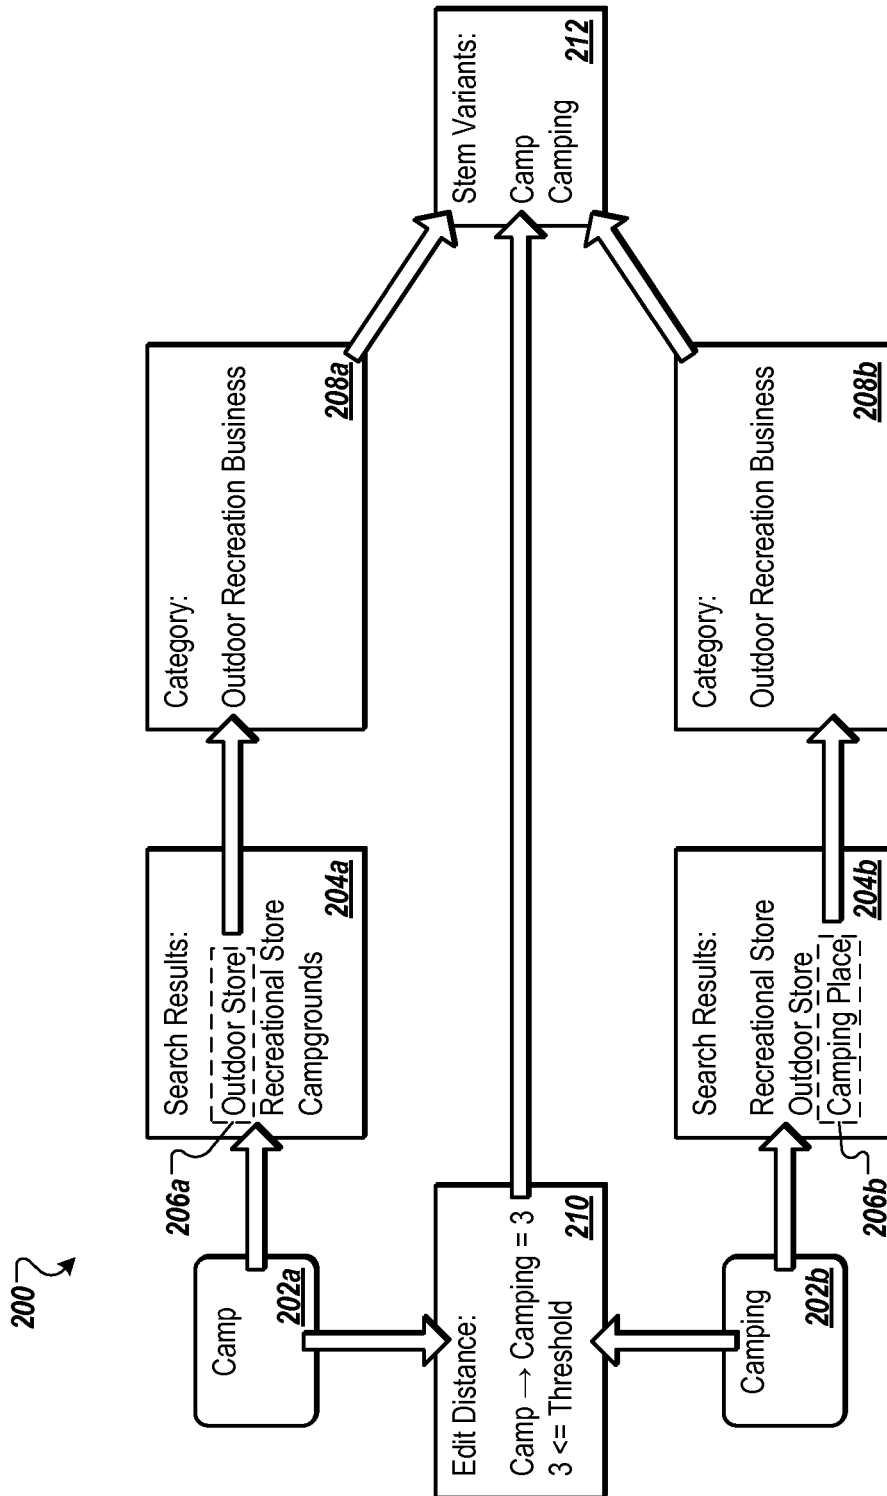 200
Camp
202a
206a
Search Results:
Outdoor Store
Recreational Store
Campgrounds
204a
Category:
Outdoor Recreation Business
208a
Edit Distance:
Camp → Camping = 3
3 <= Threshold
210
Stem Variants:
Camp
Camping
212
Camping
202b
206b
Search Results:
Recreational Store
Outdoor Store
Camping Place
204b
Category:
Outdoor Recreation Business
208b